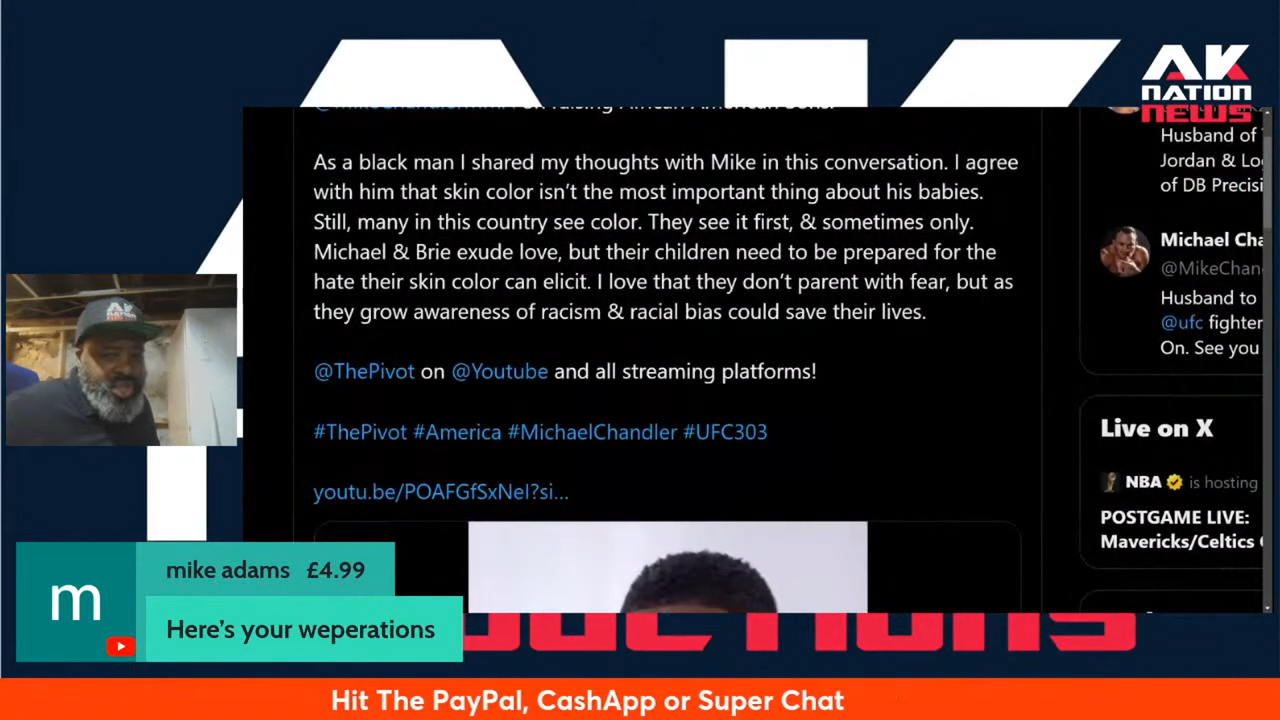 AK
NATION
NEWS
As a black man I shared my thoughts with Mike in this conversation. I agree
with him that skin color isn't the most important thing about his babies.
Still, many in this country see color. They see it first, & sometimes only.
Michael & Brie exude love, but their children need to be prepared for the
hate their skin color can elicit. I love that they don't parent with fear, but as
they grow awareness of racism & racial bias could save their lives.
@ThePivot on @Youtube and all streaming platforms!
#ThePivot #America #MichaelChandler #UFC303
youtu.be/POAFGfSxNeI?si...
Husband of
Jordan & Lo
of DB Precisi
Michael Cha
@MikeChan
Husband to
@ufc fighter
On. See you
Live on X
NBA is hosting
POSTGAME LIVE:
Mavericks/Celtics
m
mike adams £4.99
Here's your weperations
Hit The PayPal, CashApp or Super Chat